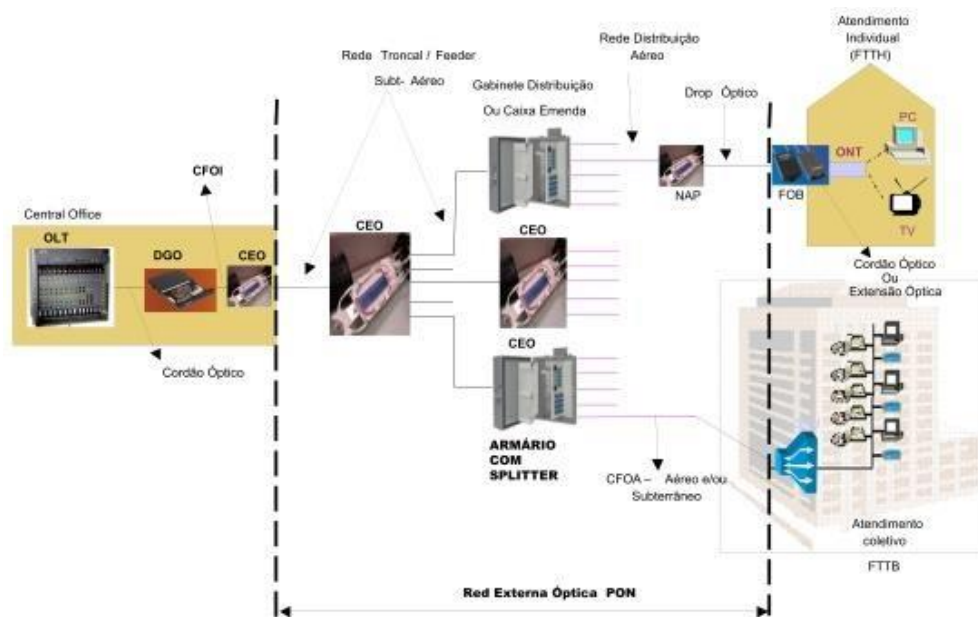 Rede Troncal / Feeder
Subt- Aéreo
Rede Distribuição
Aéreo
Atendimento
Individual
(FTTH)
Gabinete Distribuição
Ou Caixa Emenda
Drop Óptico
PC
ONT
TV
CFOI
NAP
FOB
Central Office
OLT
DGO
CEO
CEO
CEO
Cordão Óptico
Ou
Extensão Óptica
Cordão Óptico
CEO
ARMÁRIO
COM
SPLITTER
CFOA – Aéreo e/ou
Subterrâneo
Atendimento
coletivo
FTTB
Red Externa Óptica PON